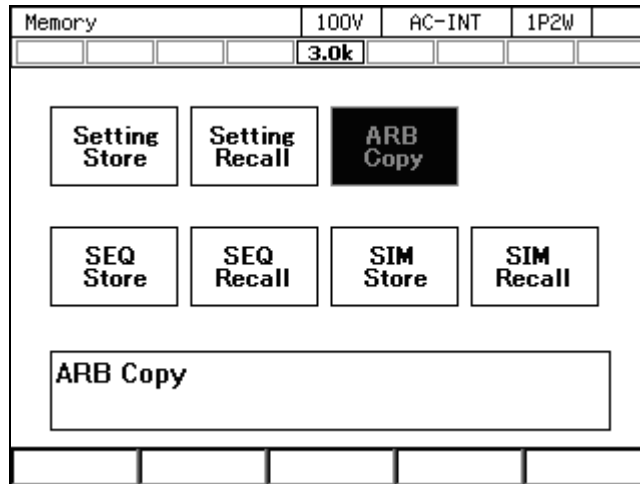 Memory 100V AC-INT 1P2W
3.0k
Setting Store
Setting Recall
ARB Copy
SEQ Store
SEQ Recall
SIM Store
SIM Recall
ARB Copy